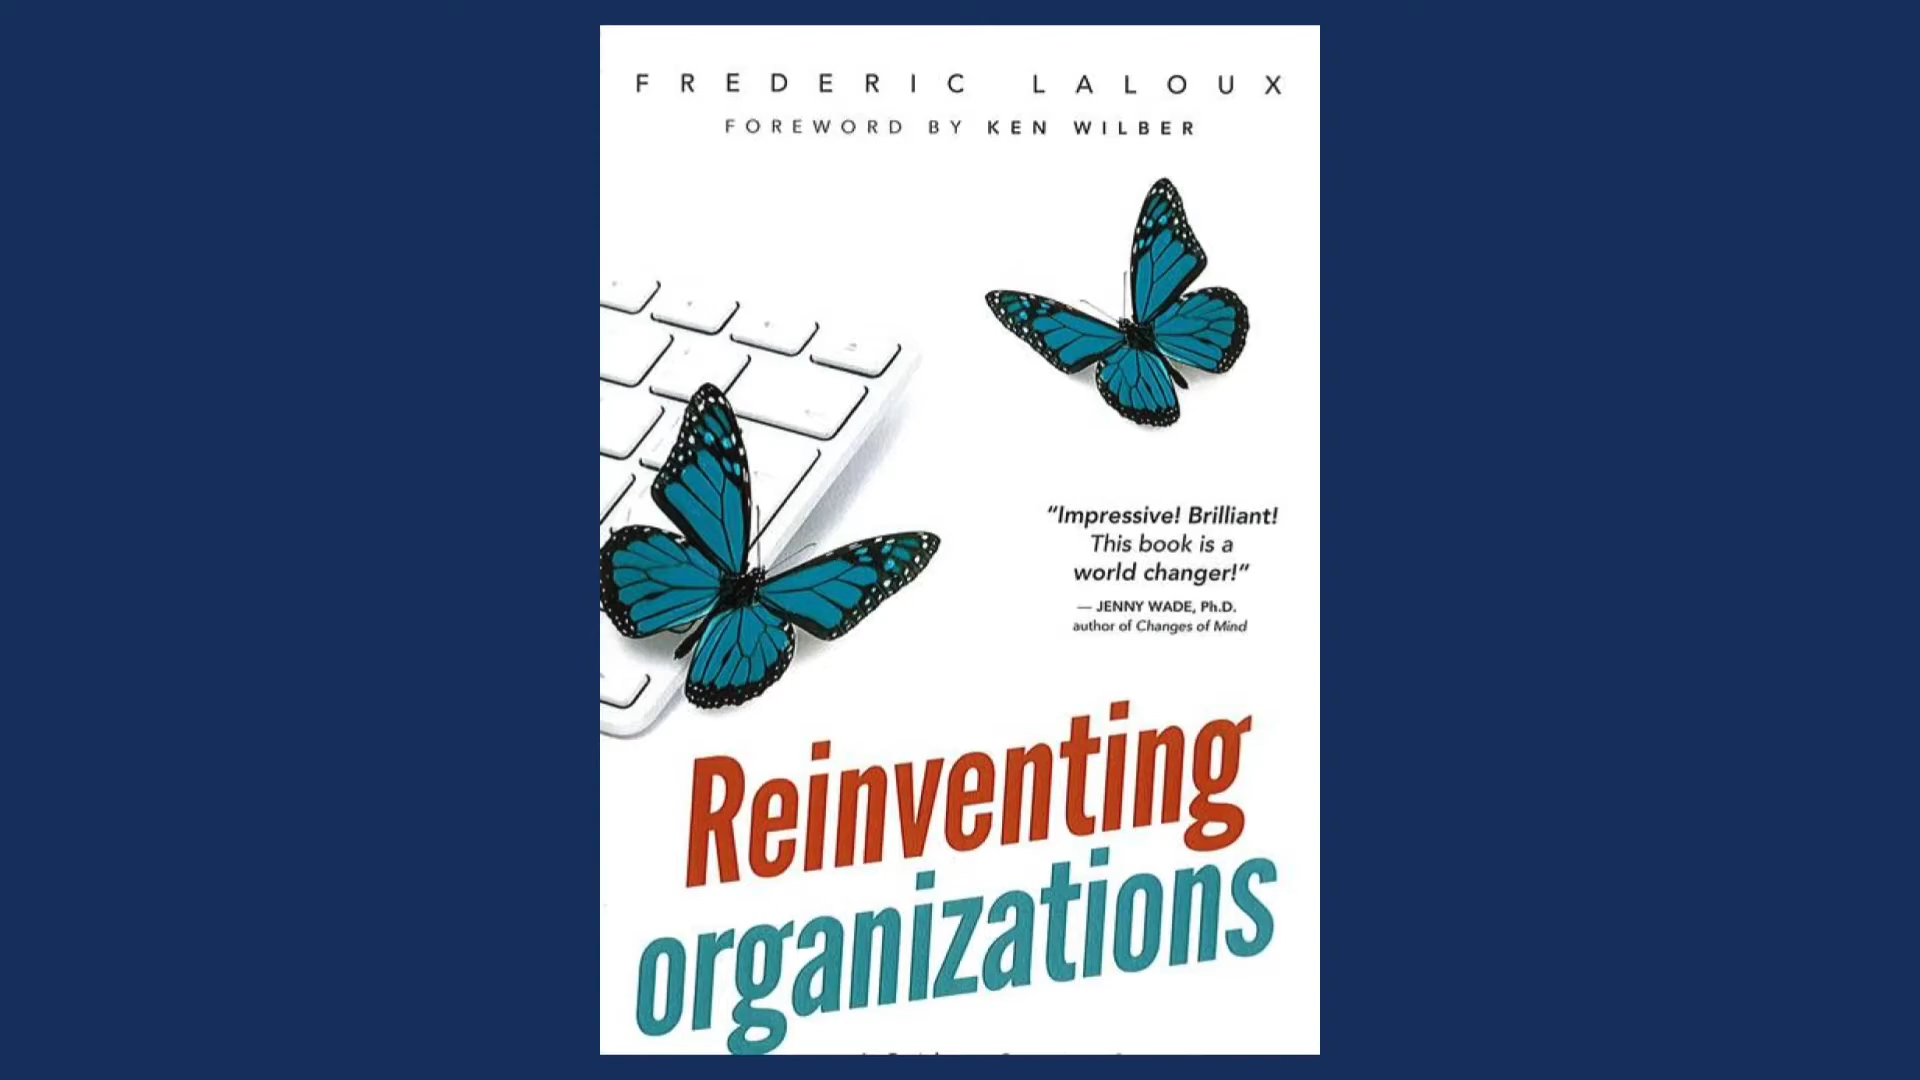 FREDERIC LALOUX
FOREWORD BY KEN WILBER
“Impressive! Brilliant!
This book is a
world changer!”
— JENNY WADE, Ph.D.
author of Changes of Mind
Reinventing
organizations